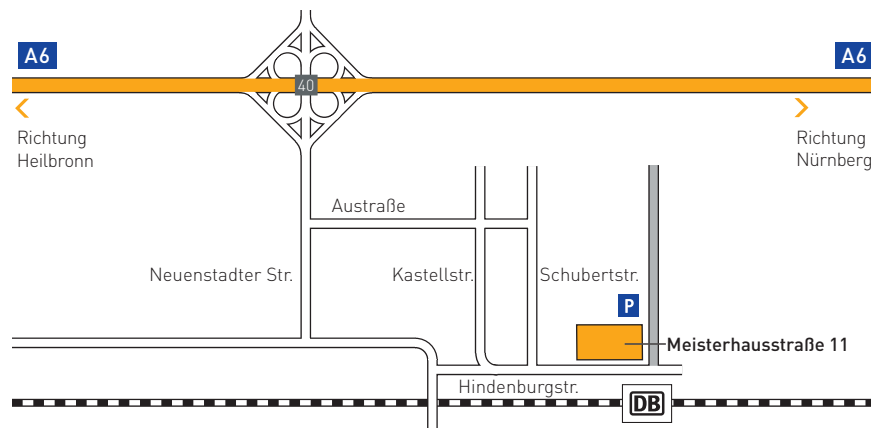 A6
A6
40
Richtung
Heilbronn
Richtung
Nürnberg
Austraße
Neuenstadter Str.
Kastellstr.
Schubertstr.
P
Meisterhausstraße 11
Hindenburgstr.
DB